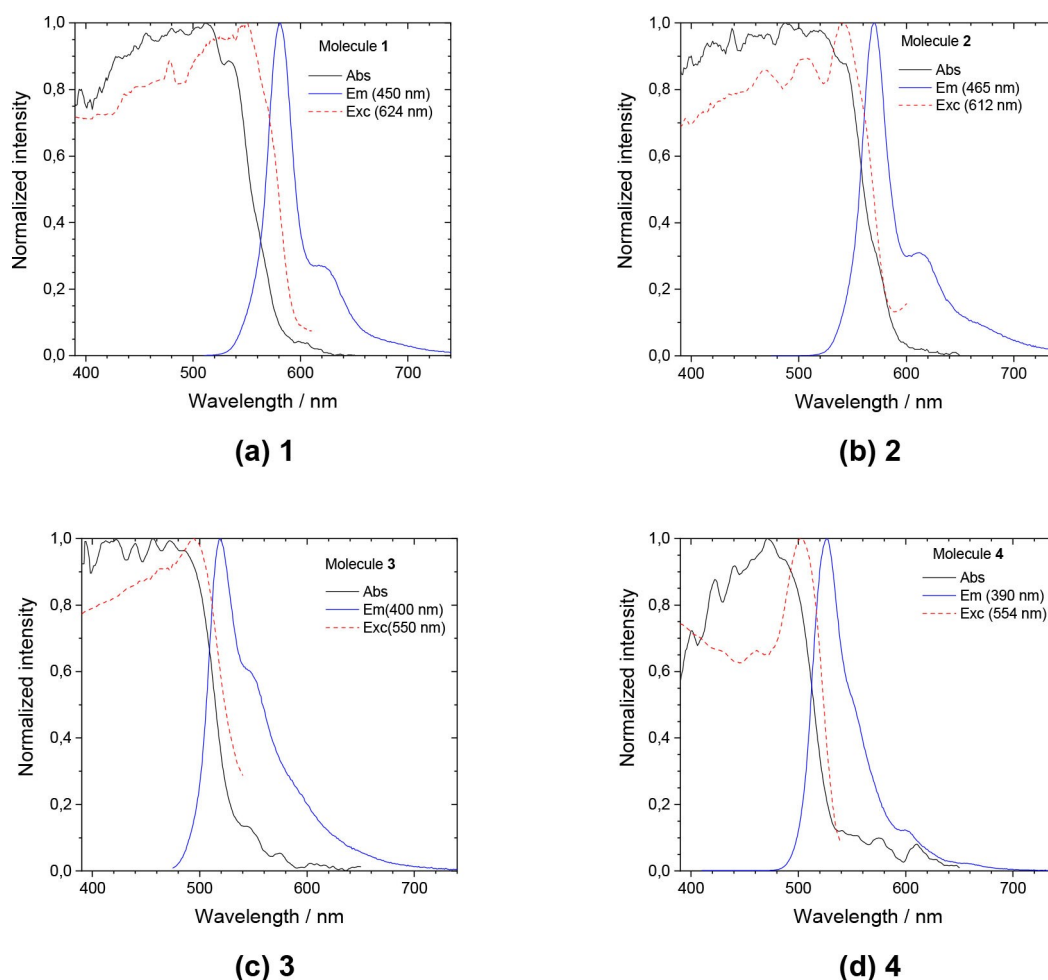 Molecule 1
Abs
Em (450 nm)
Exc (624 nm)
1,0
0,8
0,6
0,4
0,2
0,0
Normalized intensity
400 500 600 700
Wavelength / nm
(a) 1
Molecule 2
Abs
Em (465 nm)
Exc (612 nm)
1,0
0,8
0,6
0,4
0,2
0,0
Normalized intensity
400 500 600 700
Wavelength / nm
(b) 2
Molecule 3
Abs
Em(400 nm)
Exc(550 nm)
1,0
0,8
0,6
0,4
0,2
0,0
Normalized intensity
400 500 600 700
Wavelength / nm
(c) 3
Molecule 4
Abs
Em (390 nm)
Exc (554 nm)
1,0
0,8
0,6
0,4
0,2
0,0
Normalized intensity
400 500 600 700
Wavelength / nm
(d) 4